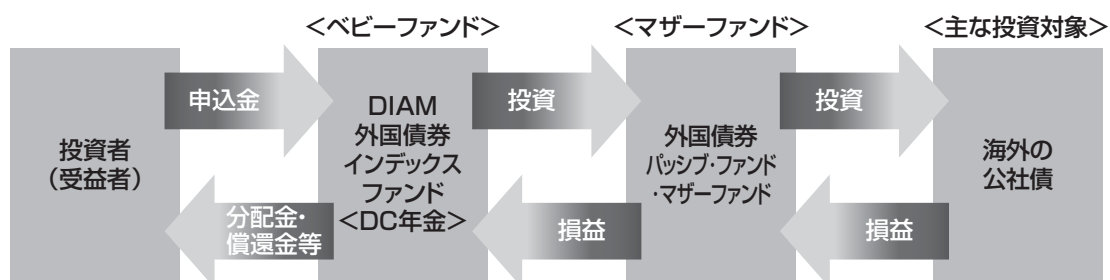 <ベビーファンド>
<マザーファンド>
<主な投資対象>
投資者
(受益者)
申込金
分配金・
償還金等
DIAM
外国債券
インデックス
ファンド
<DC年金>
投資
損益
外国債券
パッシブ・ファンド
・マザーファンド
投資
損益
海外の
公社債